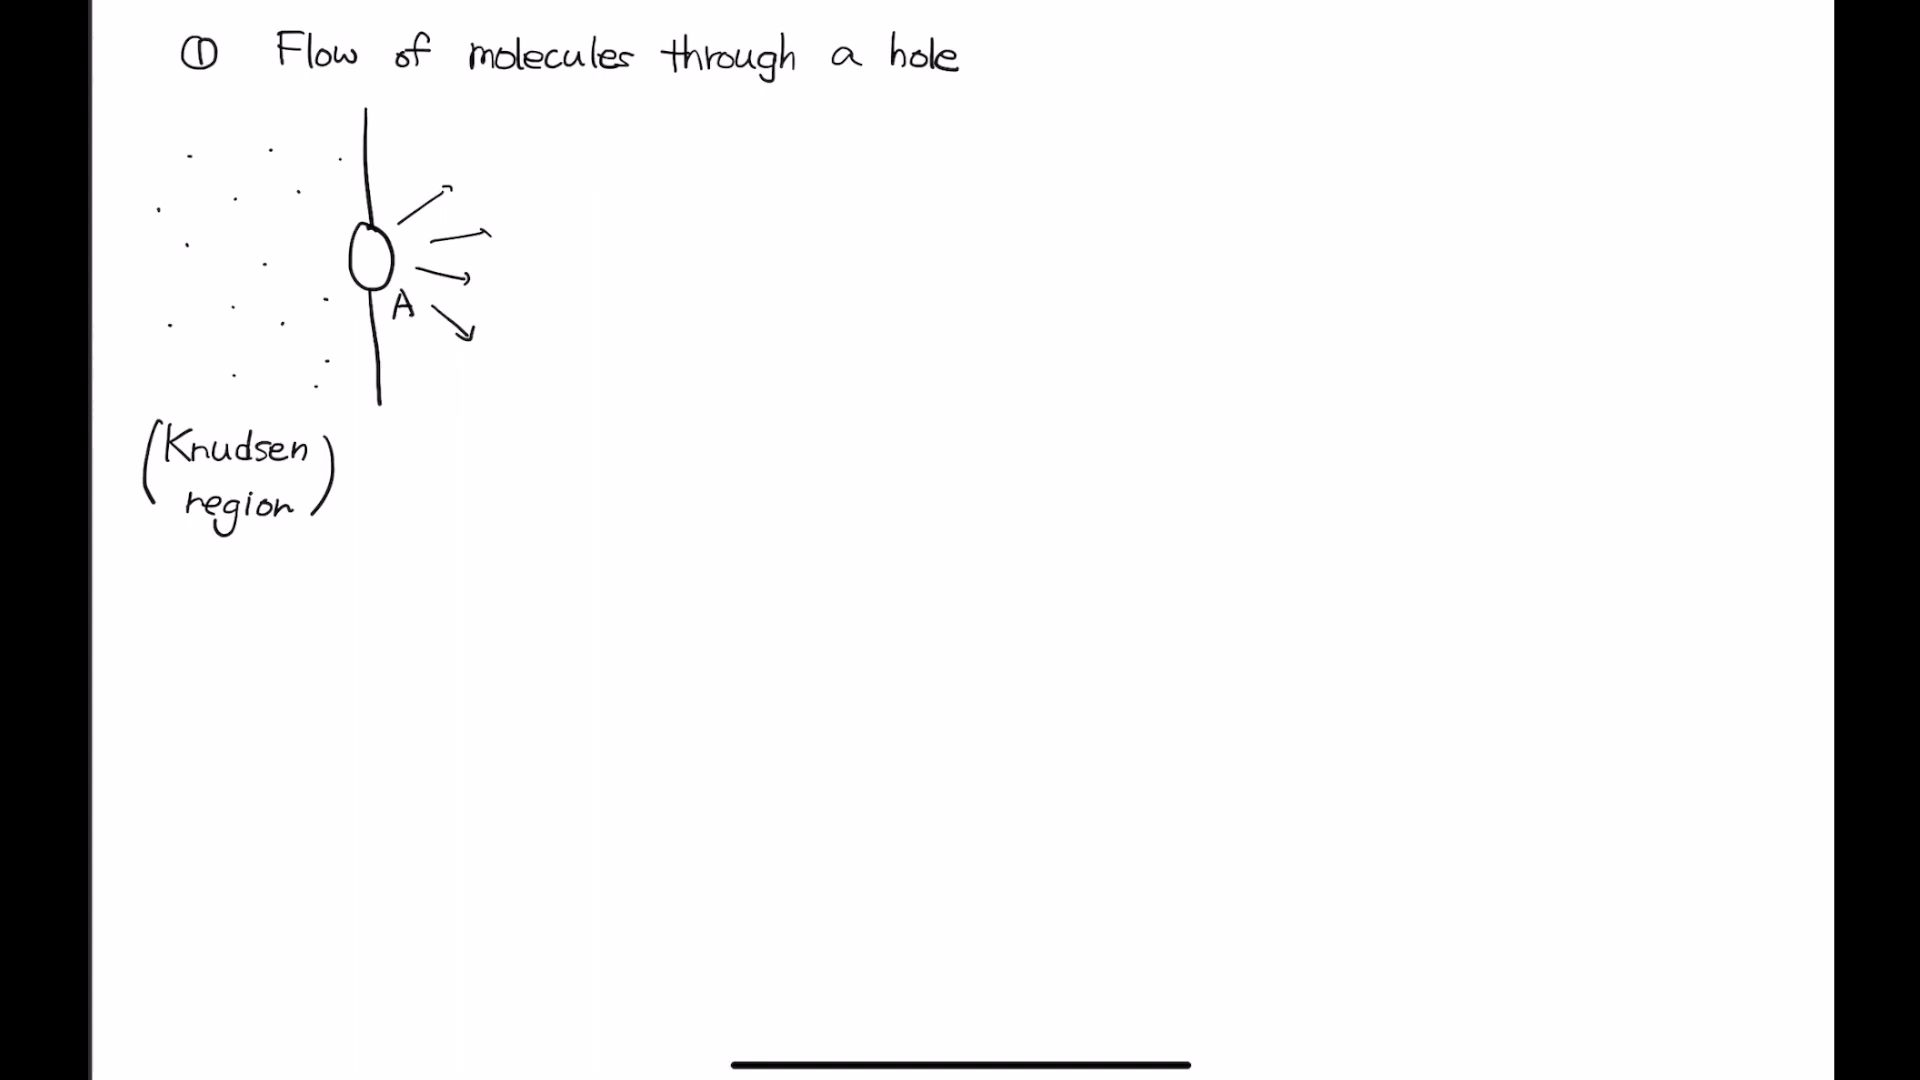 ① Flow of molecules through a hole
A
(Knudsen
region)